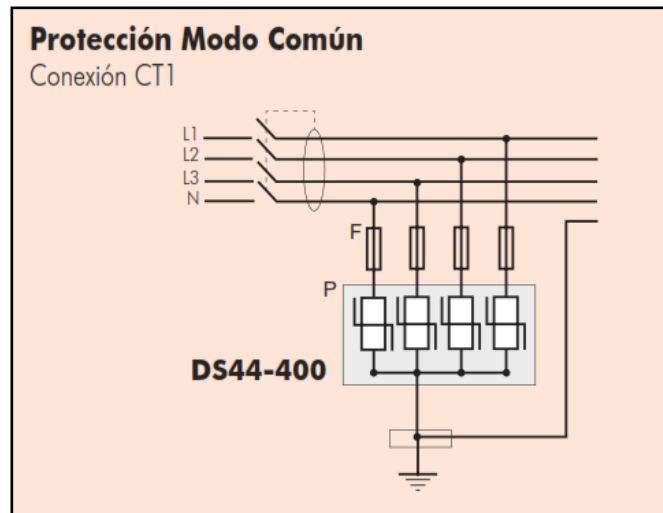 Protección Modo Común
Conexión CT1
L1
L2
L3
N
F
P
DS44-400